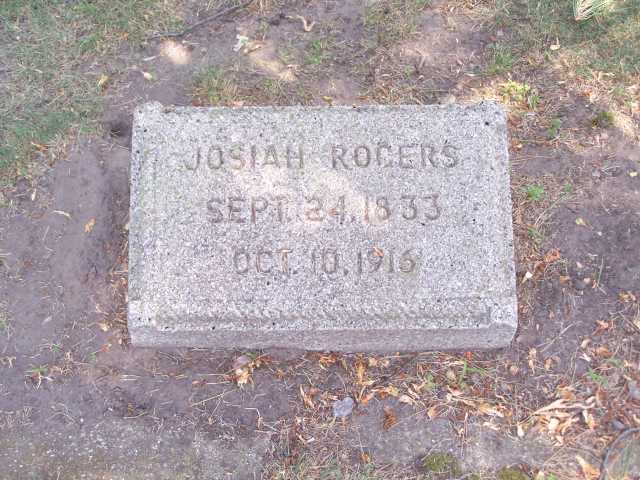 JOSIAH ROGERS
SEPT. 24, 1833
OCT. 10, 1916